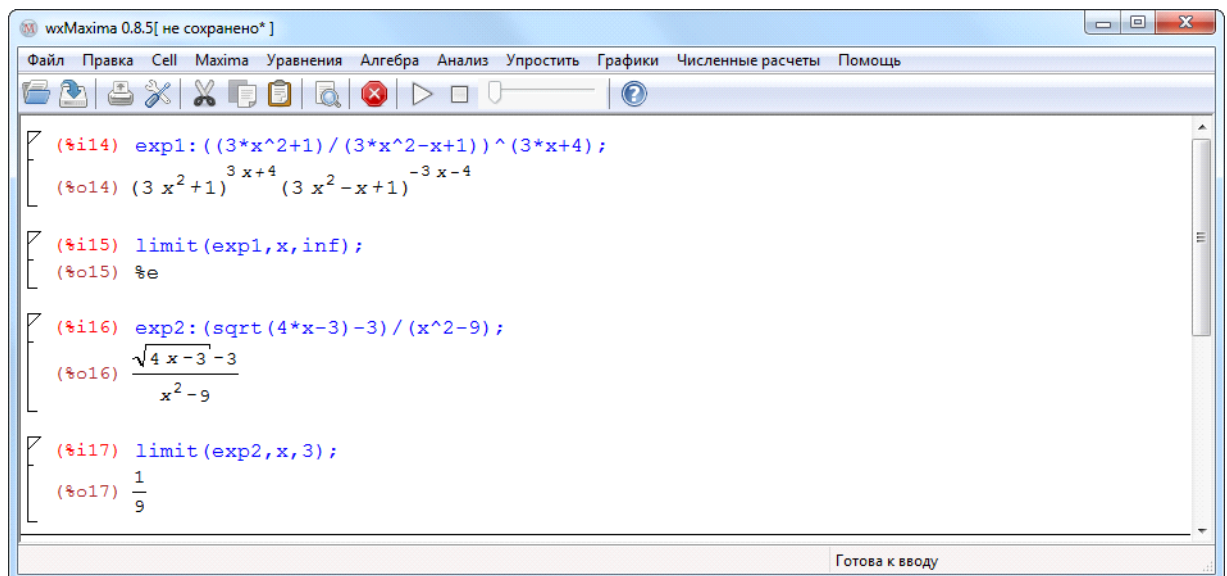 wxMaxima 0.8.5[ не сохранено* ]
Файл Правка Cell Maxima Уравнения Алгебра Анализ Упростить Графики Численные расчеты Помощь
(%i14) exp1:((3*x^2+1)/(3*x^2-x+1))^(3*x+4);
(%o14) (3 x^2+1)^(3 x+4) (3 x^2-x+1)^(-3 x-4)
(%i15) limit(exp1,x,inf);
(%o15) %e
(%i16) exp2:(sqrt(4*x-3)-3)/(x^2-9);
(%o16) (√(4 x-3)-3)/(x^2-9)
(%i17) limit(exp2,x,3);
(%o17) 1/9
Готова к вводу